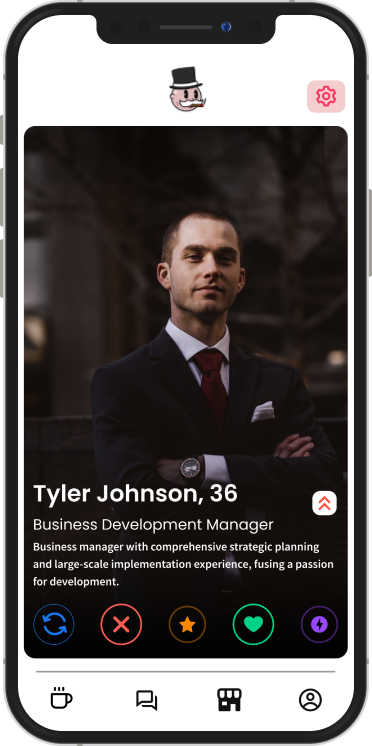 Tyler Johnson, 36
Business Development Manager
Business manager with comprehensive strategic planning
and large-scale implementation experience, fusing a passion
for development.